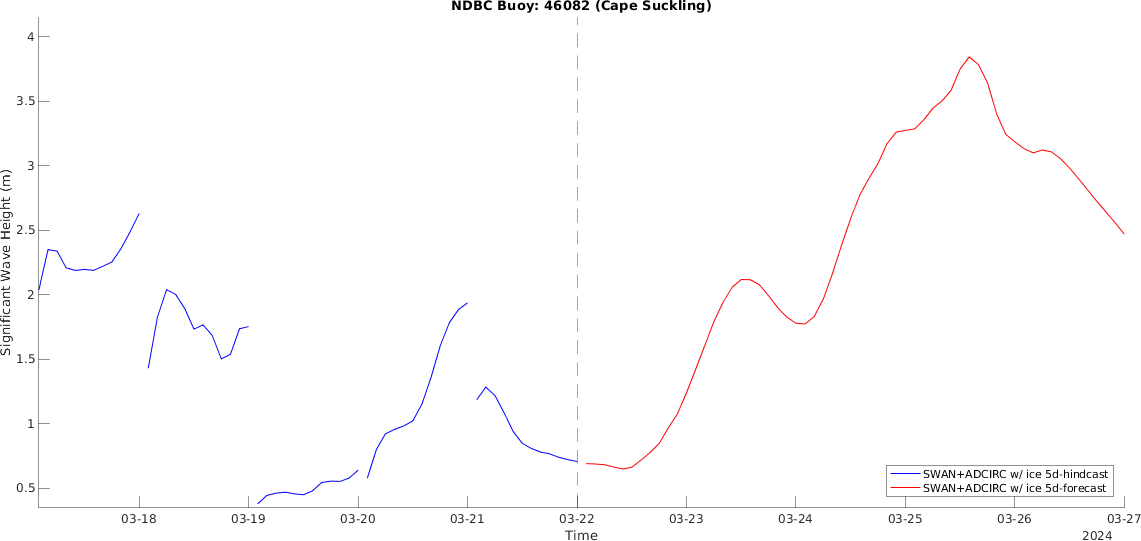 NDBC Buoy: 46082 (Cape Suckling)
Significant Wave Height (m)
4
3.5
3
2.5
2
1.5
1
0.5
SWAN+ADCIRC w/ ice 5d-hindcast
SWAN+ADCIRC w/ ice 5d-forecast
03-18 03-19 03-20 03-21 03-22 03-23 03-24 03-25 03-26 03-27
Time
2024